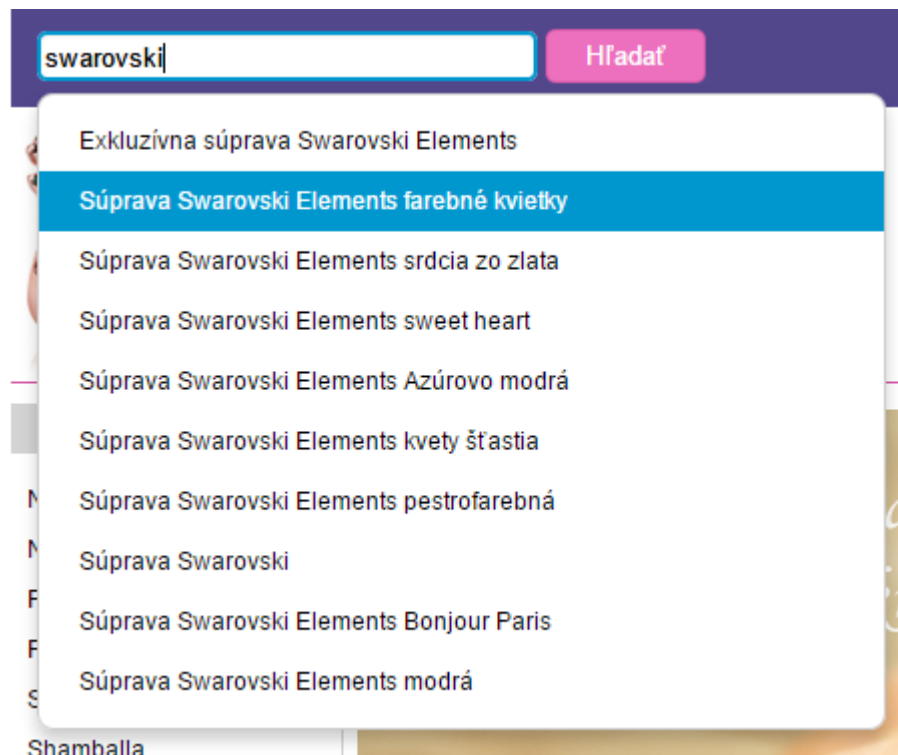 swarovski
Hľadať
Exkluzívna súprava Swarovski Elements
Súprava Swarovski Elements farebné kvietky
Súprava Swarovski Elements srdcia zo zlata
Súprava Swarovski Elements sweet heart
Súprava Swarovski Elements Azúrovo modrá
Súprava Swarovski Elements kvety šťastia
Súprava Swarovski Elements pestrofarebná
Súprava Swarovski
Súprava Swarovski Elements Bonjour Paris
Súprava Swarovski Elements modrá
Shamballa